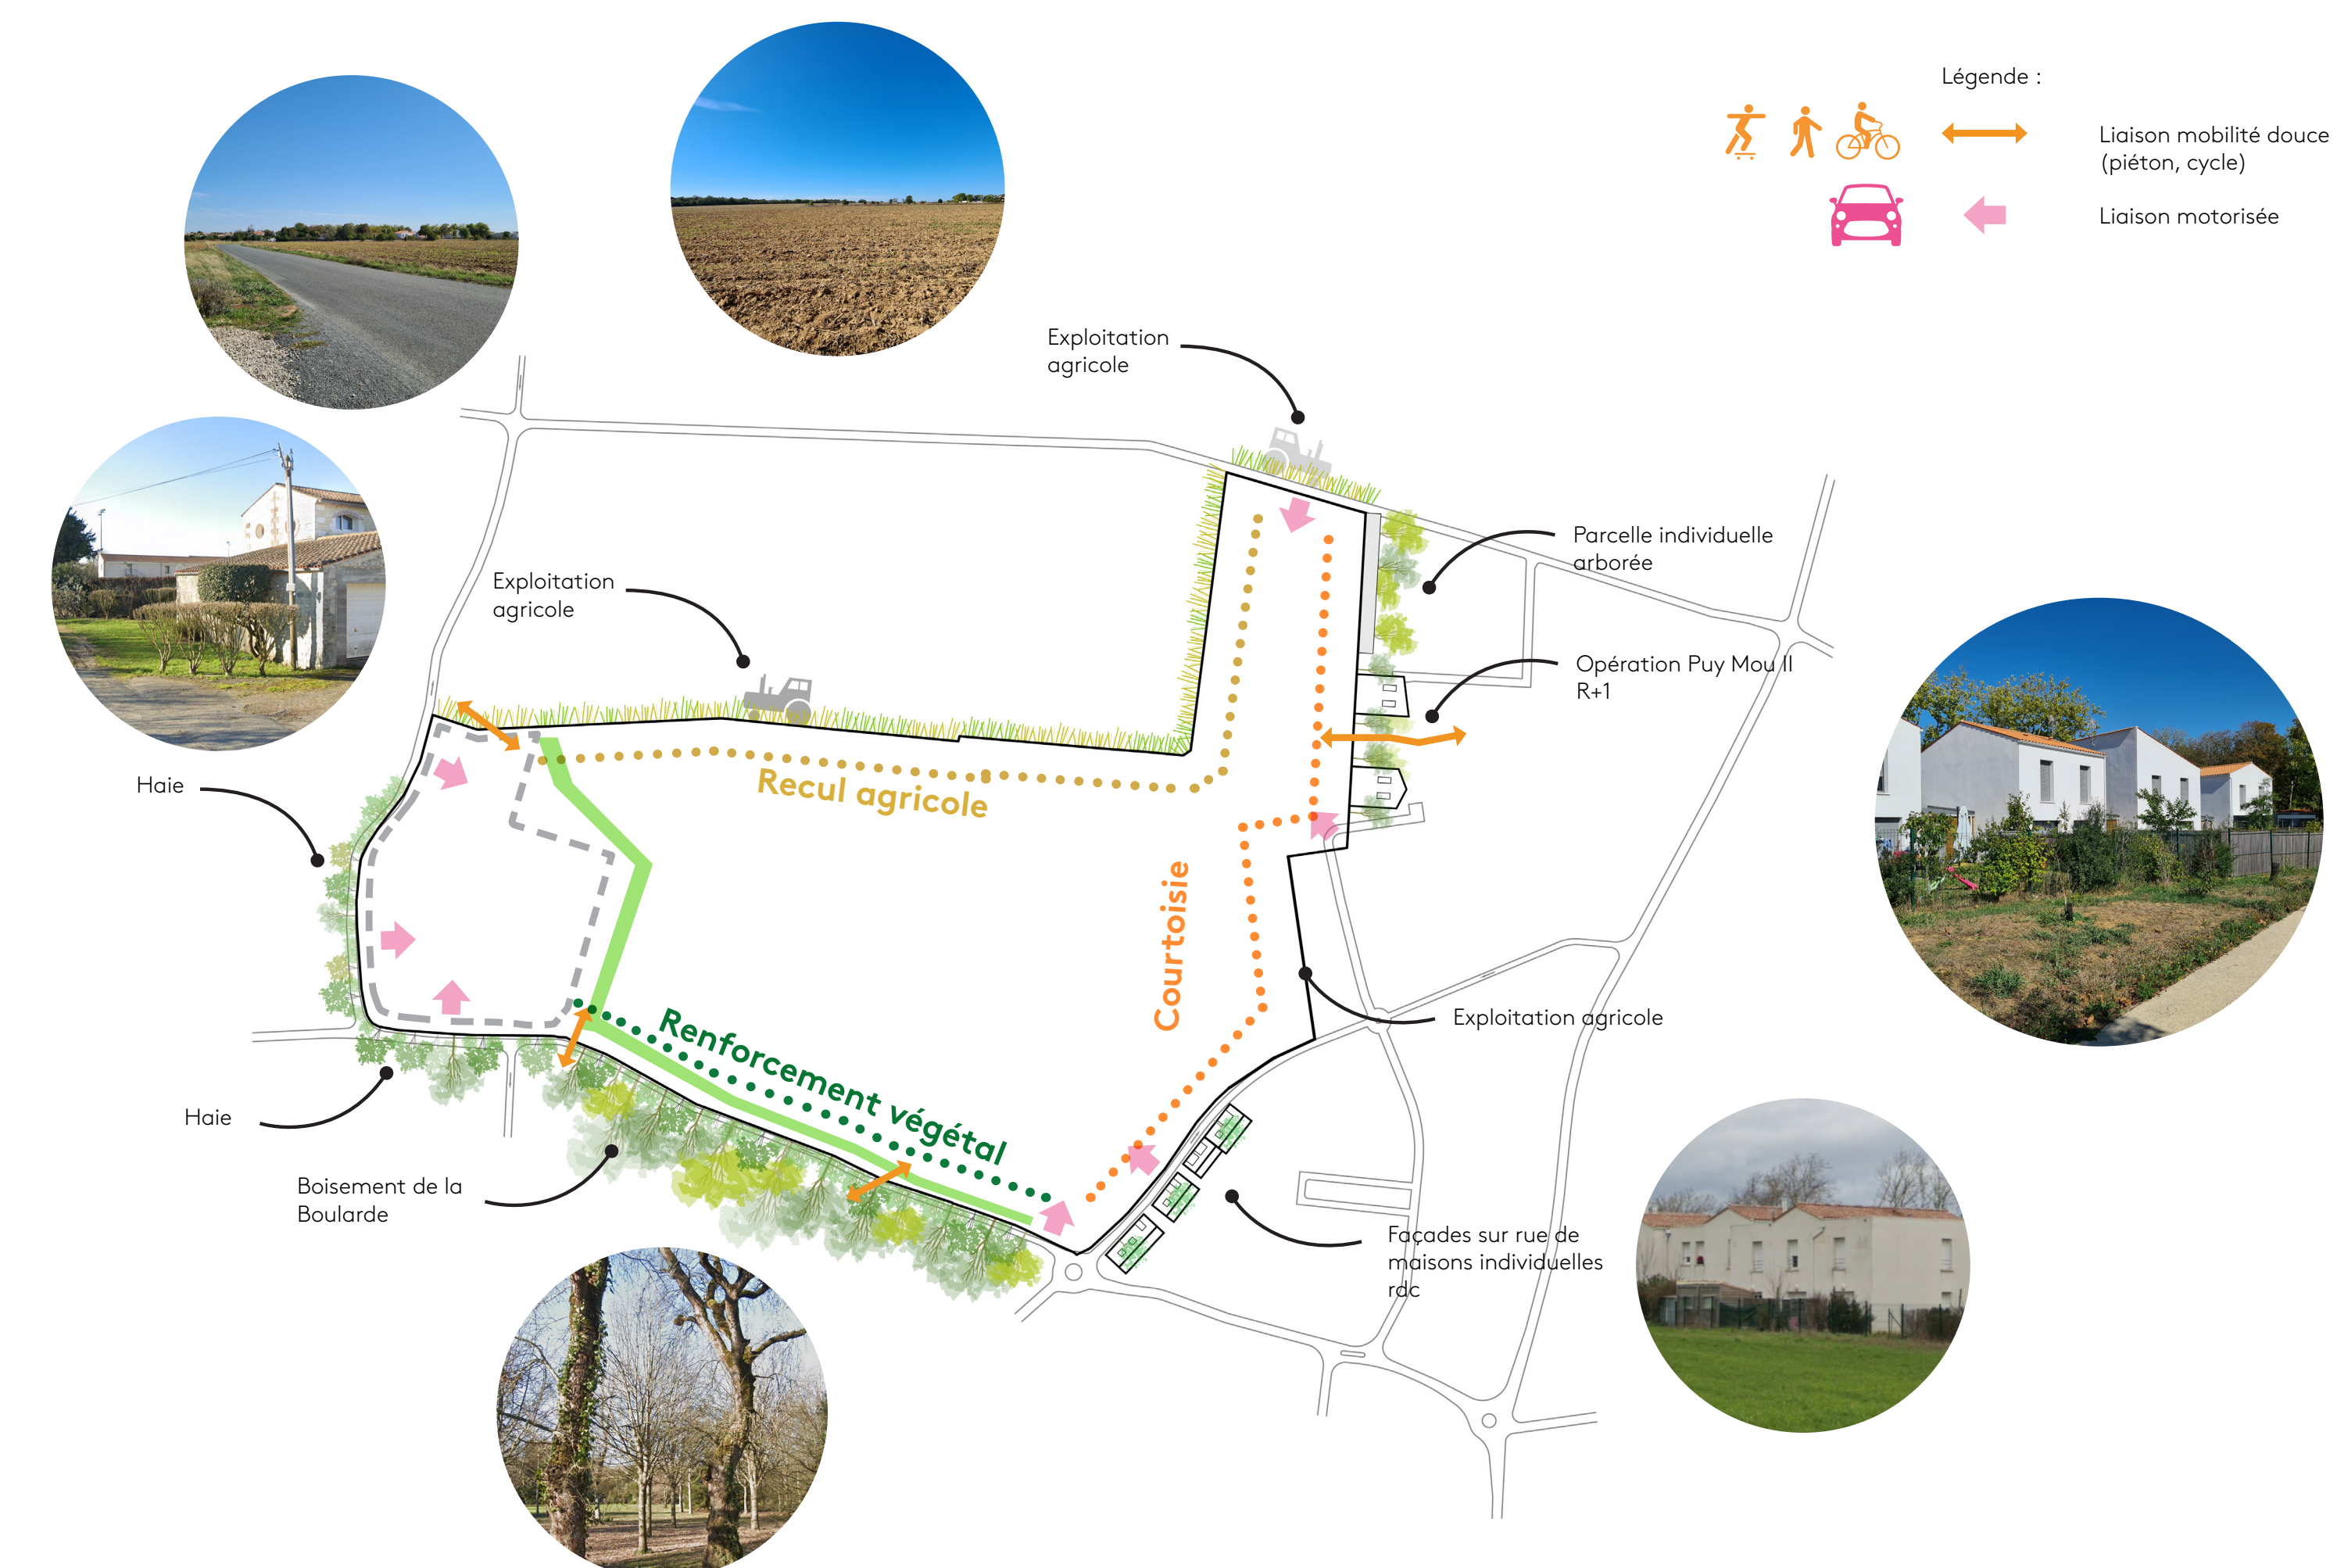 Légende :
Liaison mobilité douce
(piéton, cycle)
Liaison motorisée
Exploitation
agricole
Parcelle individuelle
arborée
Exploitation
agricole
Opération Puy Mou II
R+1
Haie
Recul agricole
Courtoisie
Exploitation agricole
Renforcement végétal
Haie
Boisement de la
Boularde
Façades sur rue de
maisons individuelles
rdc